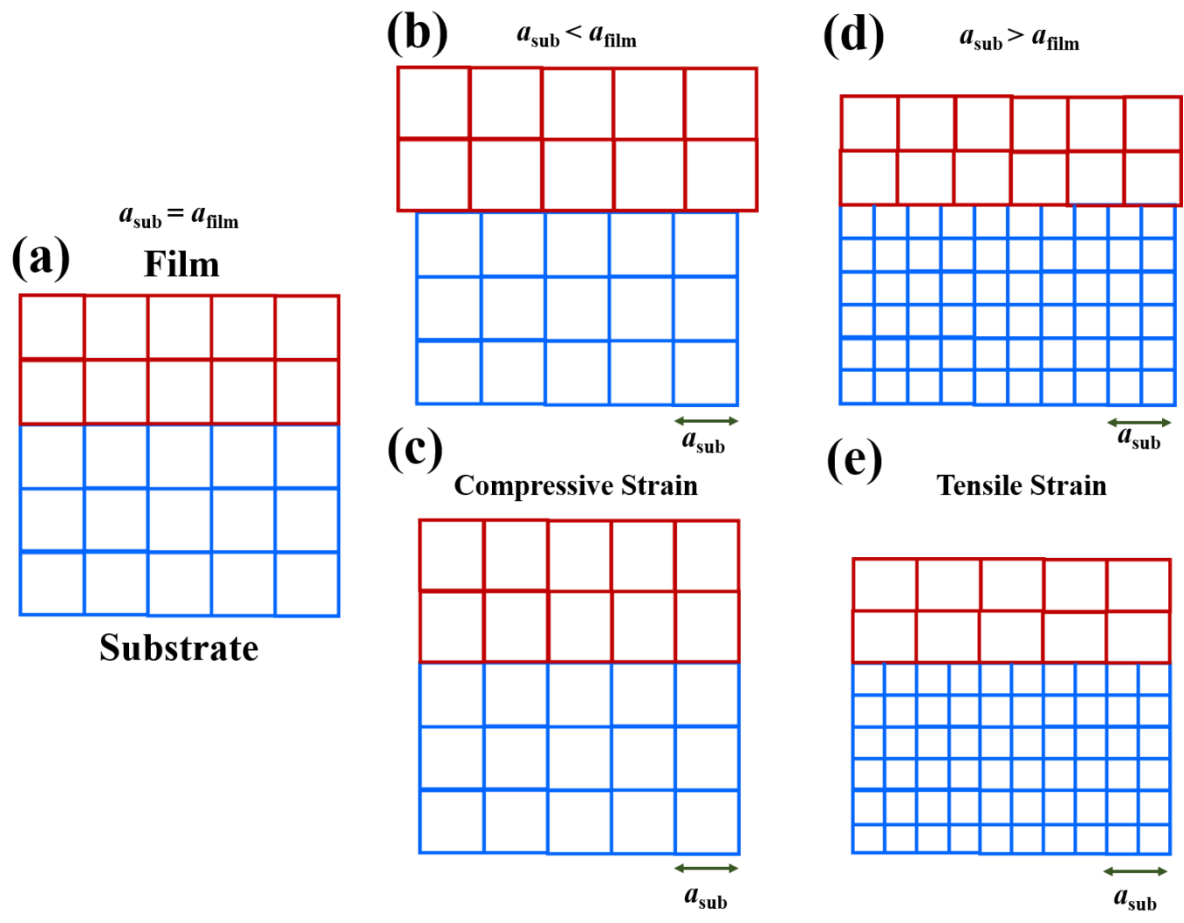 (a)
a_sub = a_film
Film
Substrate
(b)
a_sub < a_film
a_sub
(c)
Compressive Strain
a_sub
(d)
a_sub > a_film
a_sub
(e)
Tensile Strain
a_sub